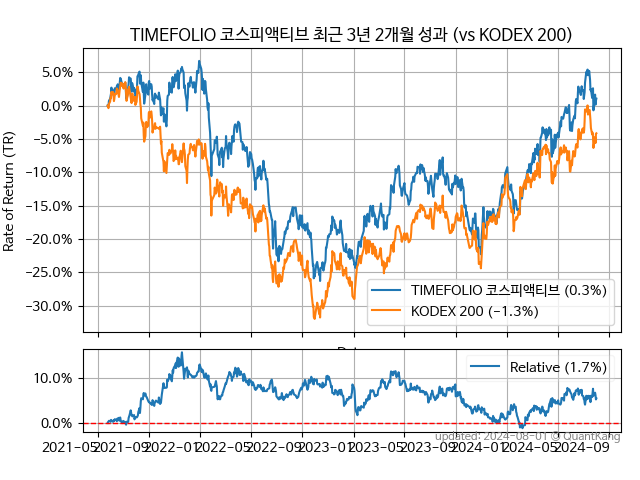 TIMEFOLIO 코스피액티브 최근 3년 2개월 성과 (vs KODEX 200)
Rate of Return (TR)
5.0%
0.0%
−5.0%
−10.0%
−15.0%
−20.0%
−25.0%
−30.0%
TIMEFOLIO 코스피액티브 (0.3%)
KODEX 200 (−1.3%)
Relative (1.7%)
10.0%
0.0%
updated: 2024-08-01 © QuantKang
2021-05 2021-09 2022-01 2022-05 2022-09 2023-01 2023-05 2023-09 2024-01 2024-05 2024-09